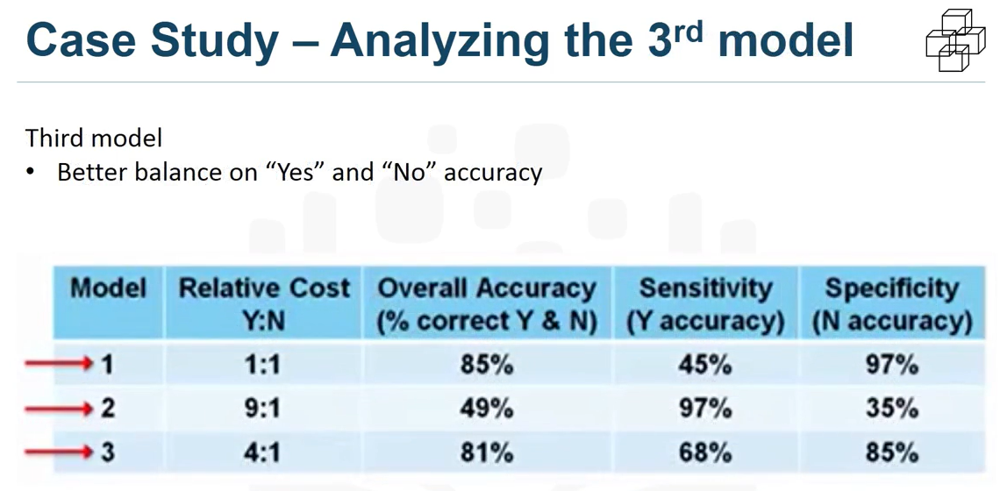 Case Study – Analyzing the 3rd model
Third model
• Better balance on “Yes” and “No” accuracy
Model Relative Cost Y:N Overall Accuracy (% correct Y & N) Sensitivity (Y accuracy) Specificity (N accuracy)
1 1:1 85% 45% 97%
2 9:1 49% 97% 35%
3 4:1 81% 68% 85%